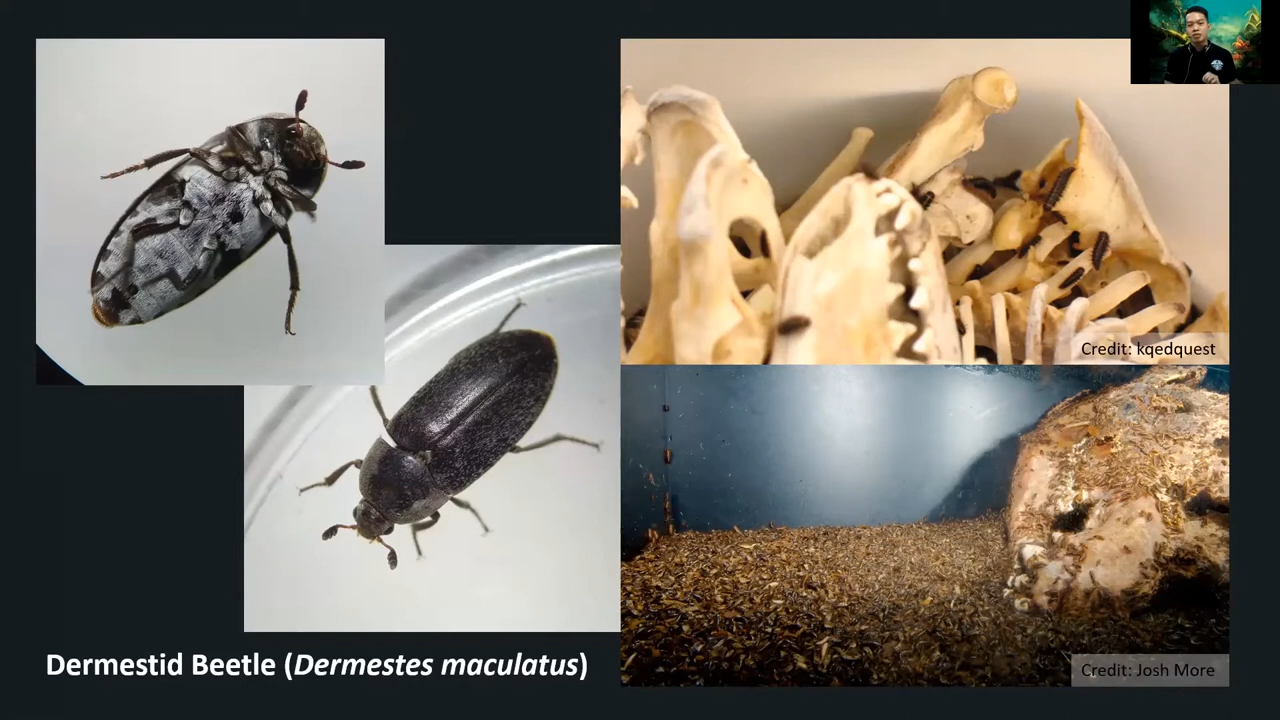 Credit: kqedquest
Credit: Josh More
Dermestid Beetle (Dermestes maculatus)